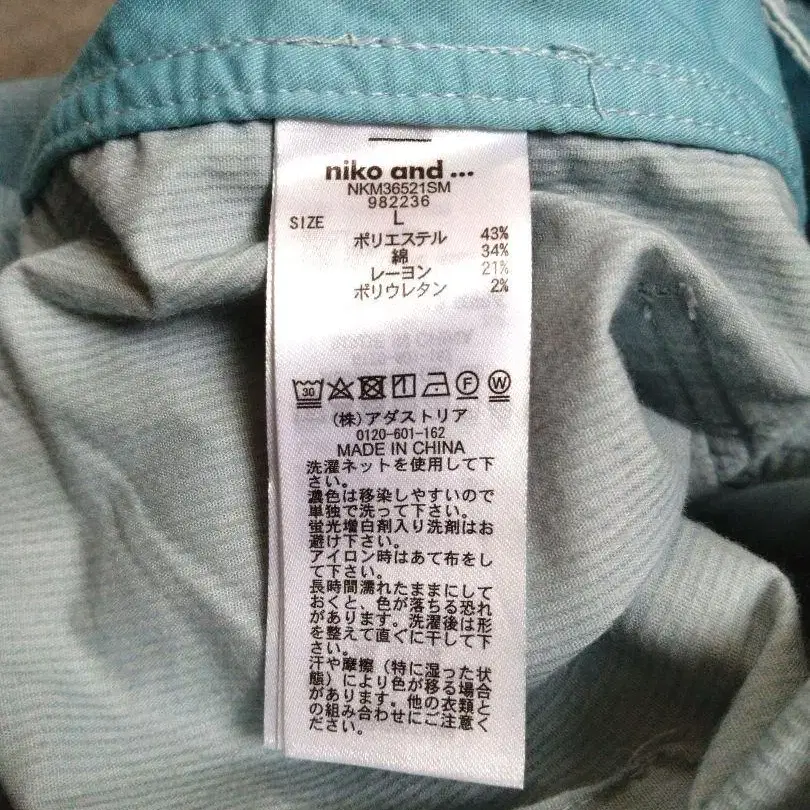 niko and ...
NKM36521SM
982236
SIZE L
ポリエステル 43%
綿 34%
レーヨン 21%
ポリウレタン 2%
30 F W
(株)アダストリア
0120-601-162
MADE IN CHINA
洗濯ネットを使用して下
さい。
濃色は移染しやすいので
単独で洗って下さい。
蛍光増白剤入り洗剤はお
避け下さい。
アイロン時はあて布をし
て下さい。
長時間濡れたままにして
おくと、色が落ちる恐れ
があります。洗濯後は形
を整えて直ぐに干して下
さい。
汗や摩擦(特に湿った状
態)により色が移る場合
があります。他の衣類と
の組み合わせにご注意く
ださい。